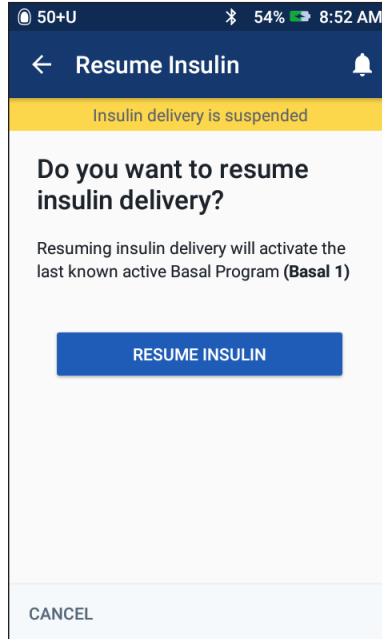 50+U 54% 8:52 AM
Resume Insulin
Insulin delivery is suspended
Do you want to resume
insulin delivery?
Resuming insulin delivery will activate the
last known active Basal Program (Basal 1)
RESUME INSULIN
CANCEL